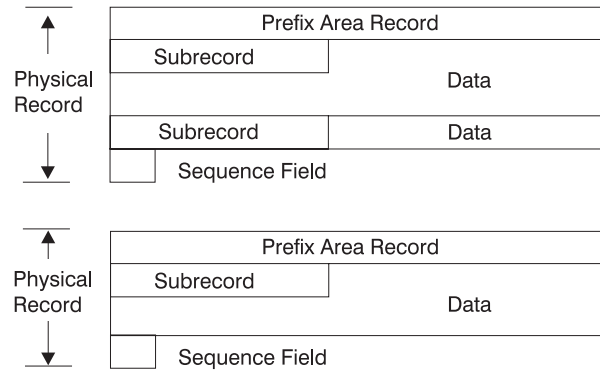 Prefix Area Record
Subrecord
Data
Physical
Record
Subrecord
Data
Sequence Field
Prefix Area Record
Subrecord
Physical
Record
Data
Sequence Field